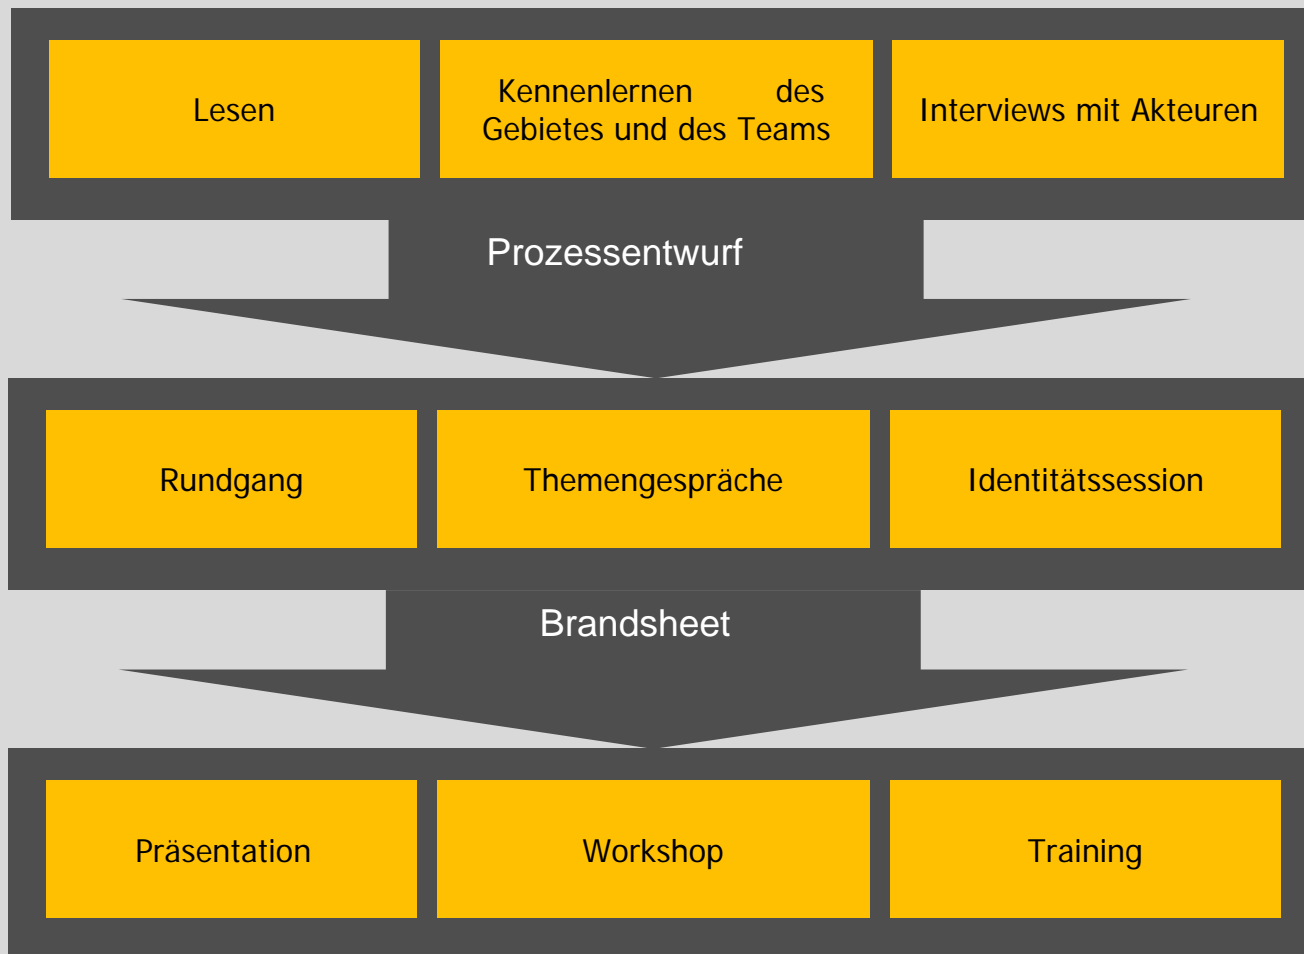 Lesen
Kennenlernen des
Gebietes und des Teams
Interviews mit Akteuren
Prozessentwurf
Rundgang
Themengespräche
Identitätssession
Brandsheet
Präsentation
Workshop
Training